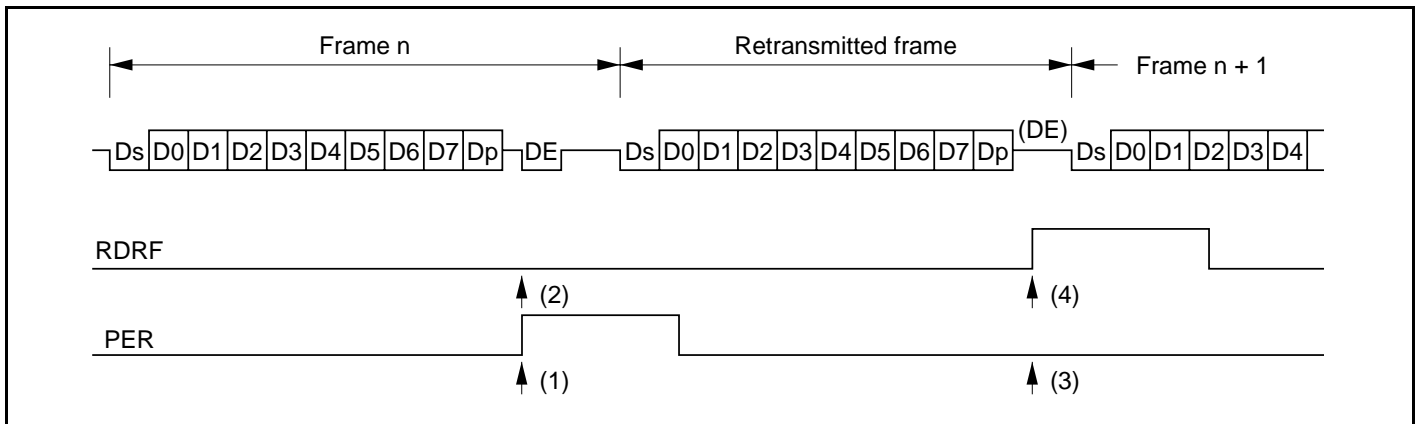 Frame n Retransmitted frame Frame n + 1
(DE)
Ds D0 D1 D2 D3 D4 D5 D6 D7 Dp DE Ds D0 D1 D2 D3 D4 D5 D6 D7 Dp Ds D0 D1 D2 D3 D4
RDRF
(2) (4)
PER
(1) (3)